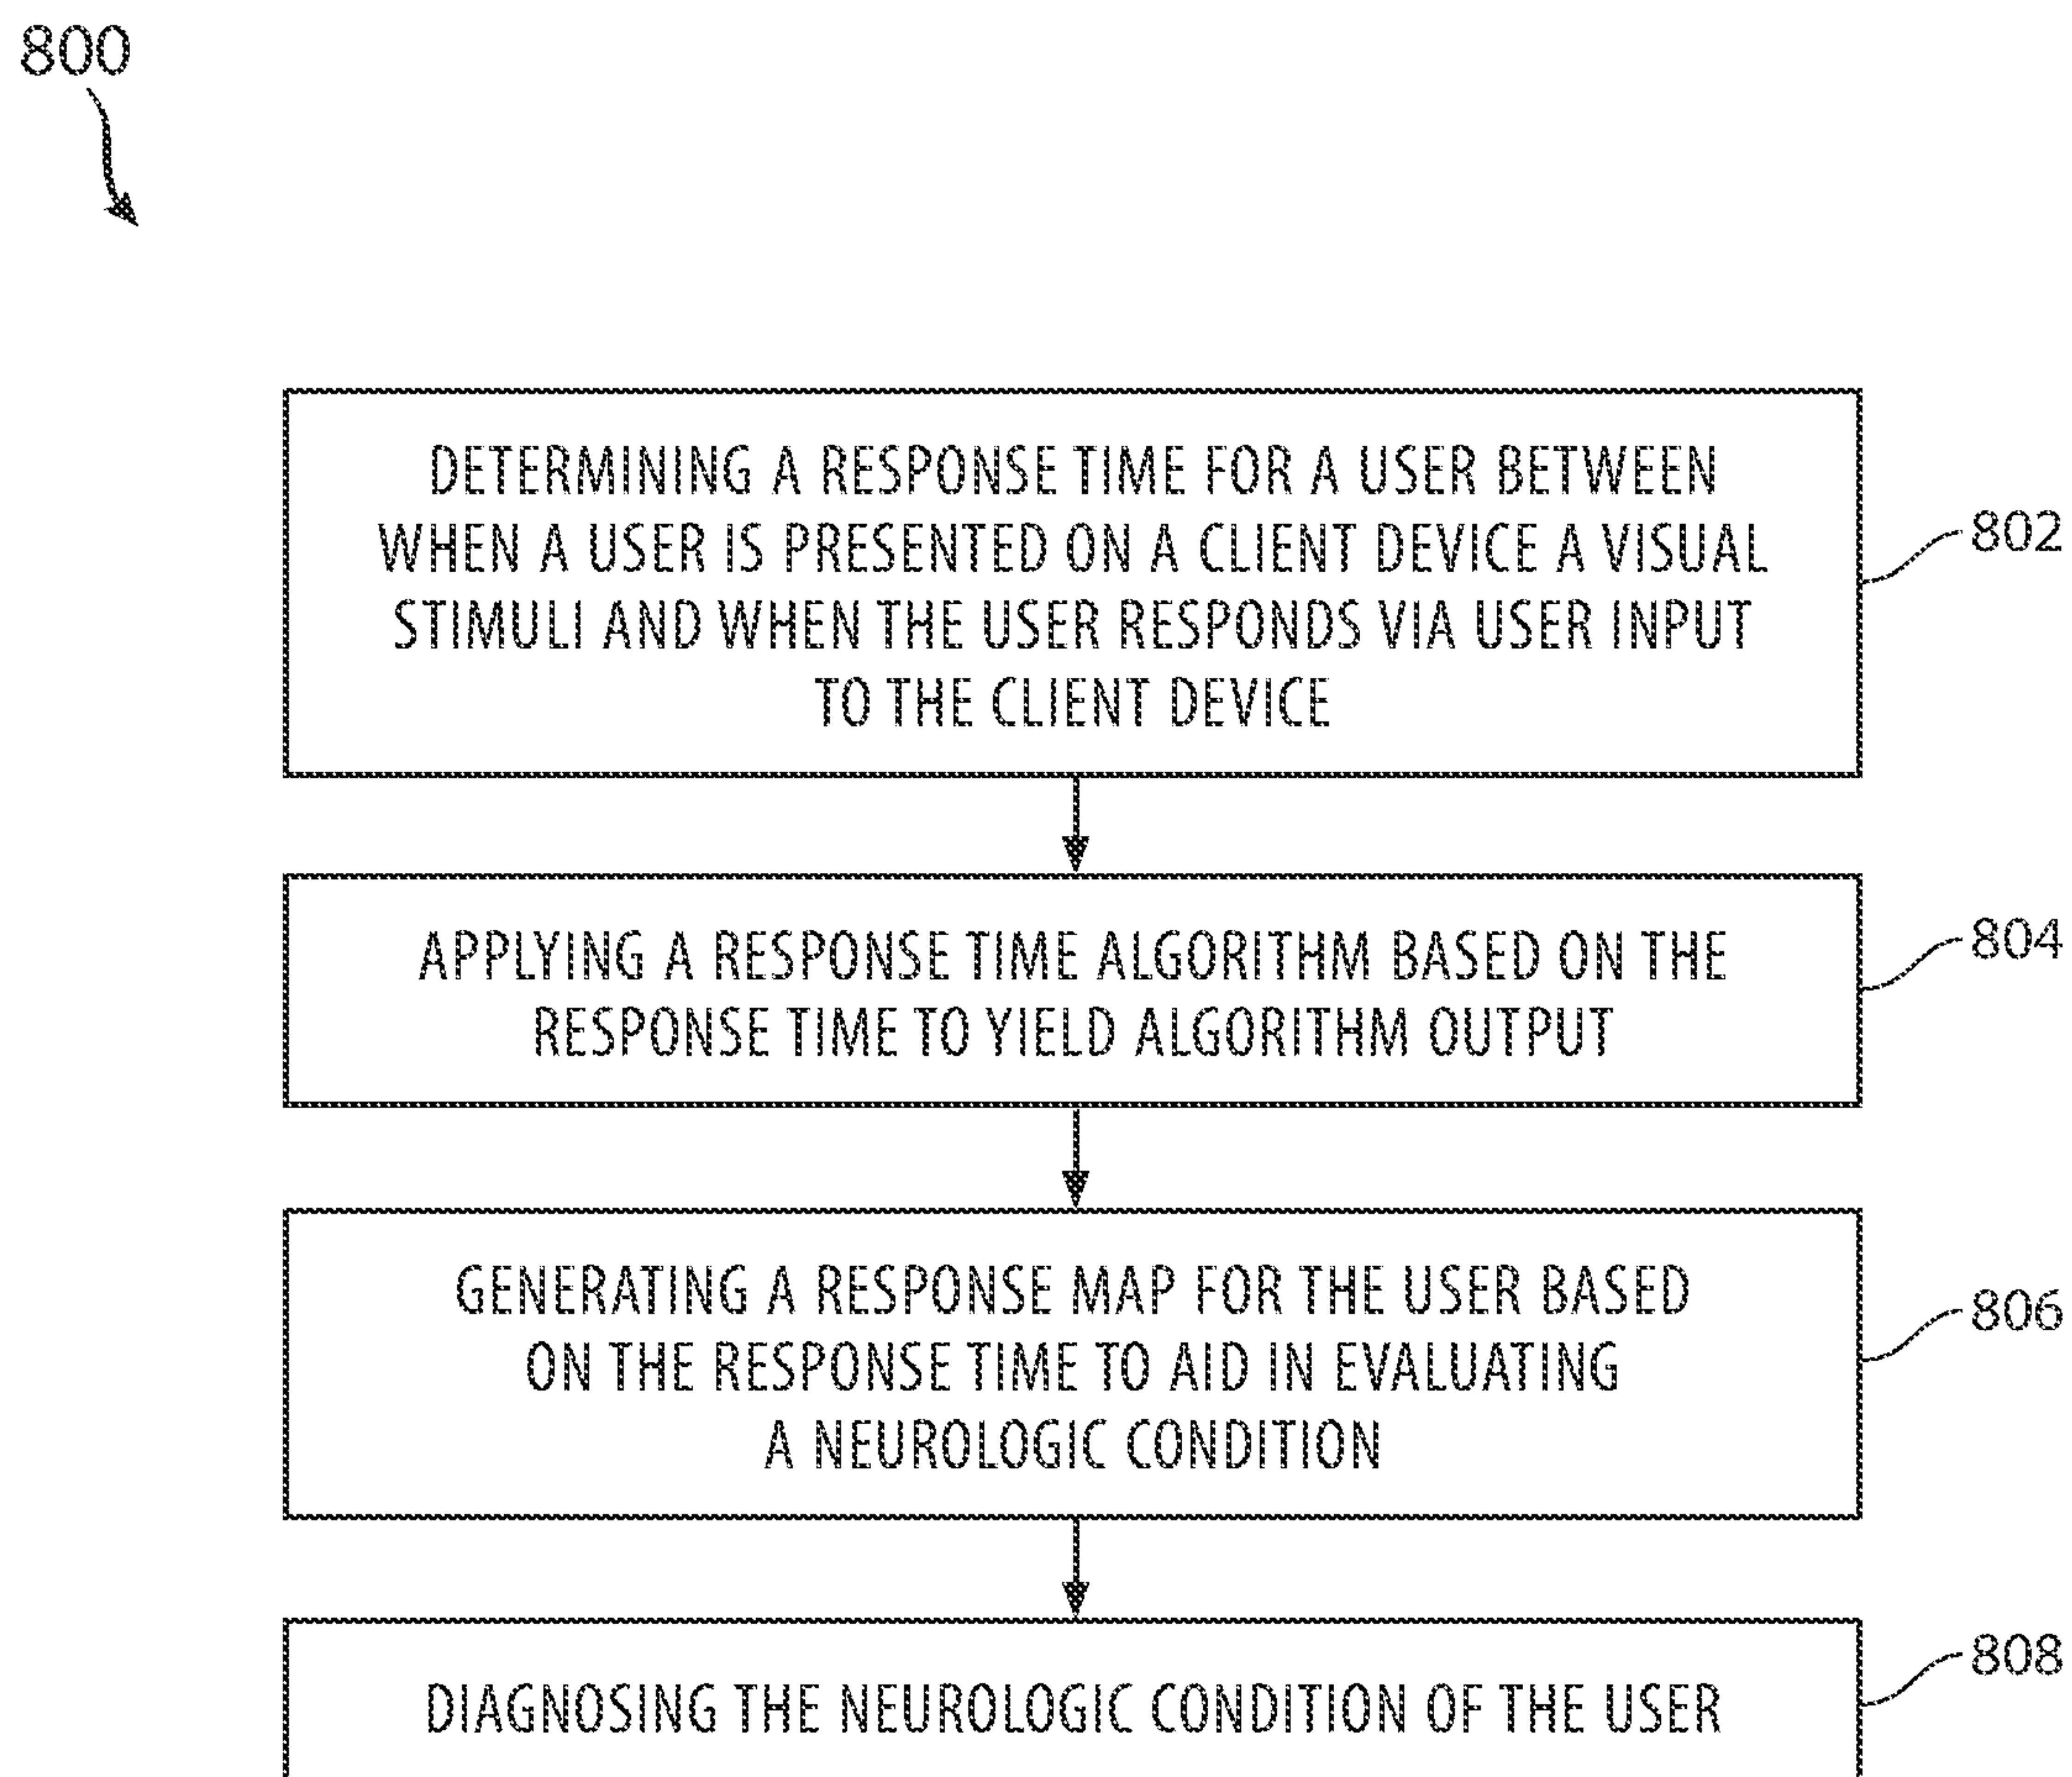 800
DETERMINING A RESPONSE TIME FOR A USER BETWEEN
WHEN A USER IS PRESENTED ON A CLIENT DEVICE A VISUAL
STIMULI AND WHEN THE USER RESPONDS VIA USER INPUT
TO THE CLIENT DEVICE
802
APPLYING A RESPONSE TIME ALGORITHM BASED ON THE
RESPONSE TIME TO YIELD ALGORITHM OUTPUT
804
GENERATING A RESPONSE MAP FOR THE USER BASED
ON THE RESPONSE TIME TO AID IN EVALUATING
A NEUROLOGIC CONDITION
806
DIAGNOSING THE NEUROLOGIC CONDITION OF THE USER
808